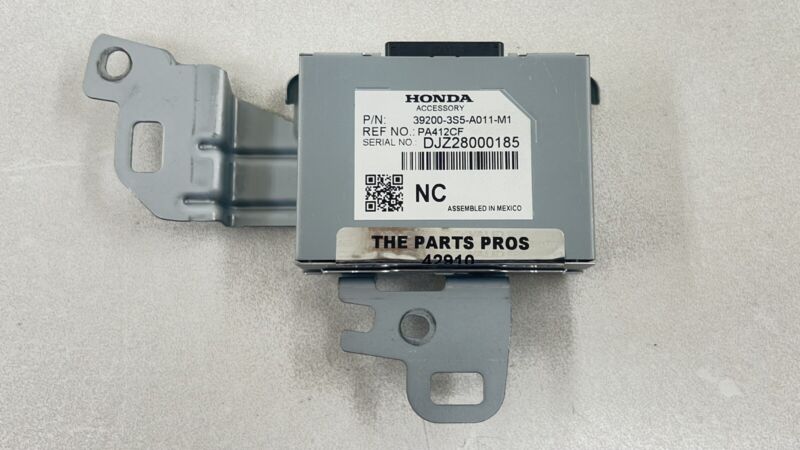 HONDA
ACCESSORY
P/N: 39200-3S5-A011-M1
REF NO.: PA412CF
SERIAL NO.: DJZ28000185
NC
ASSEMBLED IN MEXICO
THE PARTS PROS
42910